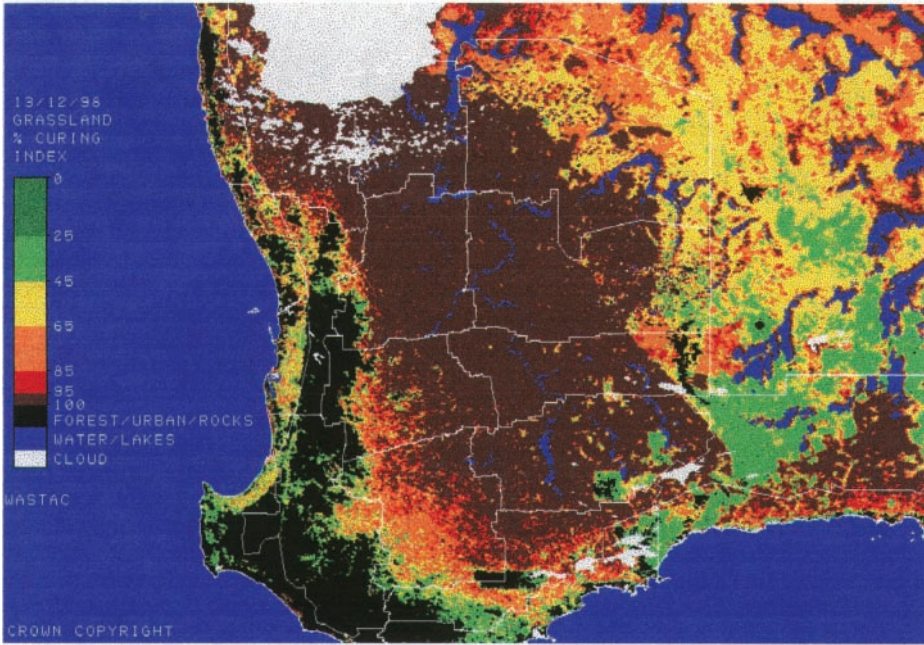 13/12/96
GRASSLAND
% CURING
INDEX
0
25
45
65
85
95
100
FOREST/URBAN/ROCKS
WATER/LAKES
CLOUD
WASTAC
CROWN COPYRIGHT